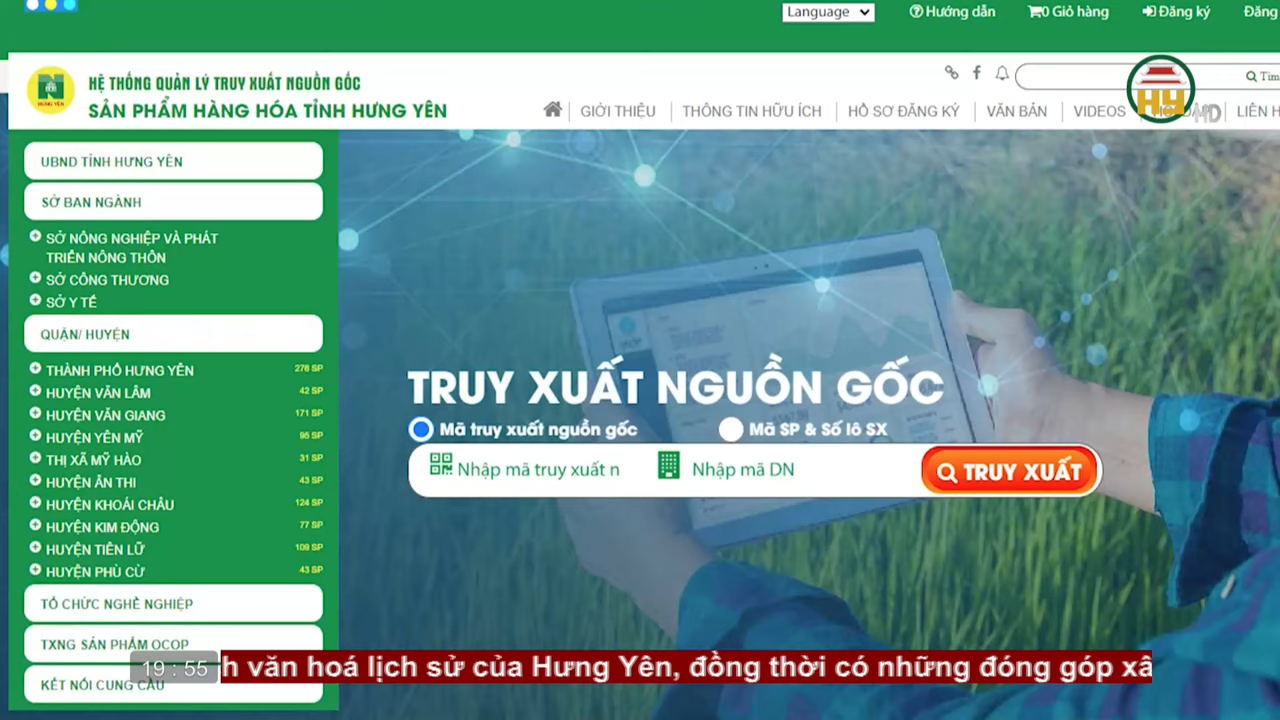 Language
Hướng dẫn
0 Giỏ hàng
Đăng ký
Đăng
HỆ THỐNG QUẢN LÝ TRUY XUẤT NGUỒN GỐC
SẢN PHẨM HÀNG HÓA TỈNH HƯNG YÊN
HƯNG YÊN
Tìm
HY
HD
GIỚI THIỆU
THÔNG TIN HỮU ÍCH
HỒ SƠ ĐĂNG KÝ
VĂN BẢN
VIDEOS
LIÊN H
UBND TỈNH HƯNG YÊN
SỞ BAN NGÀNH
SỞ NÔNG NGHIỆP VÀ PHÁT
TRIỂN NÔNG THÔN
SỞ CÔNG THƯƠNG
SỞ Y TẾ
QUẬN/ HUYỆN
THÀNH PHỐ HƯNG YÊN 276 SP
HUYỆN VĂN LÂM 42 SP
HUYỆN VĂN GIANG 171 SP
HUYỆN YÊN MỸ 95 SP
THỊ XÃ MỸ HÀO 31 SP
HUYỆN ÂN THI 43 SP
HUYỆN KHOÁI CHÂU 124 SP
HUYỆN KIM ĐỘNG 77 SP
HUYỆN TIÊN LỮ 109 SP
HUYỆN PHÙ CỪ 43 SP
TỔ CHỨC NGHỀ NGHIỆP
TXNG SẢN PHẨM OCOP
KẾT NỐI CUNG CẦU
TRUY XUẤT NGUỒN GỐC
Mã truy xuất nguồn gốc
Mã SP & Số lô SX
Nhập mã truy xuất n
Nhập mã DN
TRUY XUẤT
19 : 55
h văn hoá lịch sử của Hưng Yên, đồng thời có những đóng góp xâ